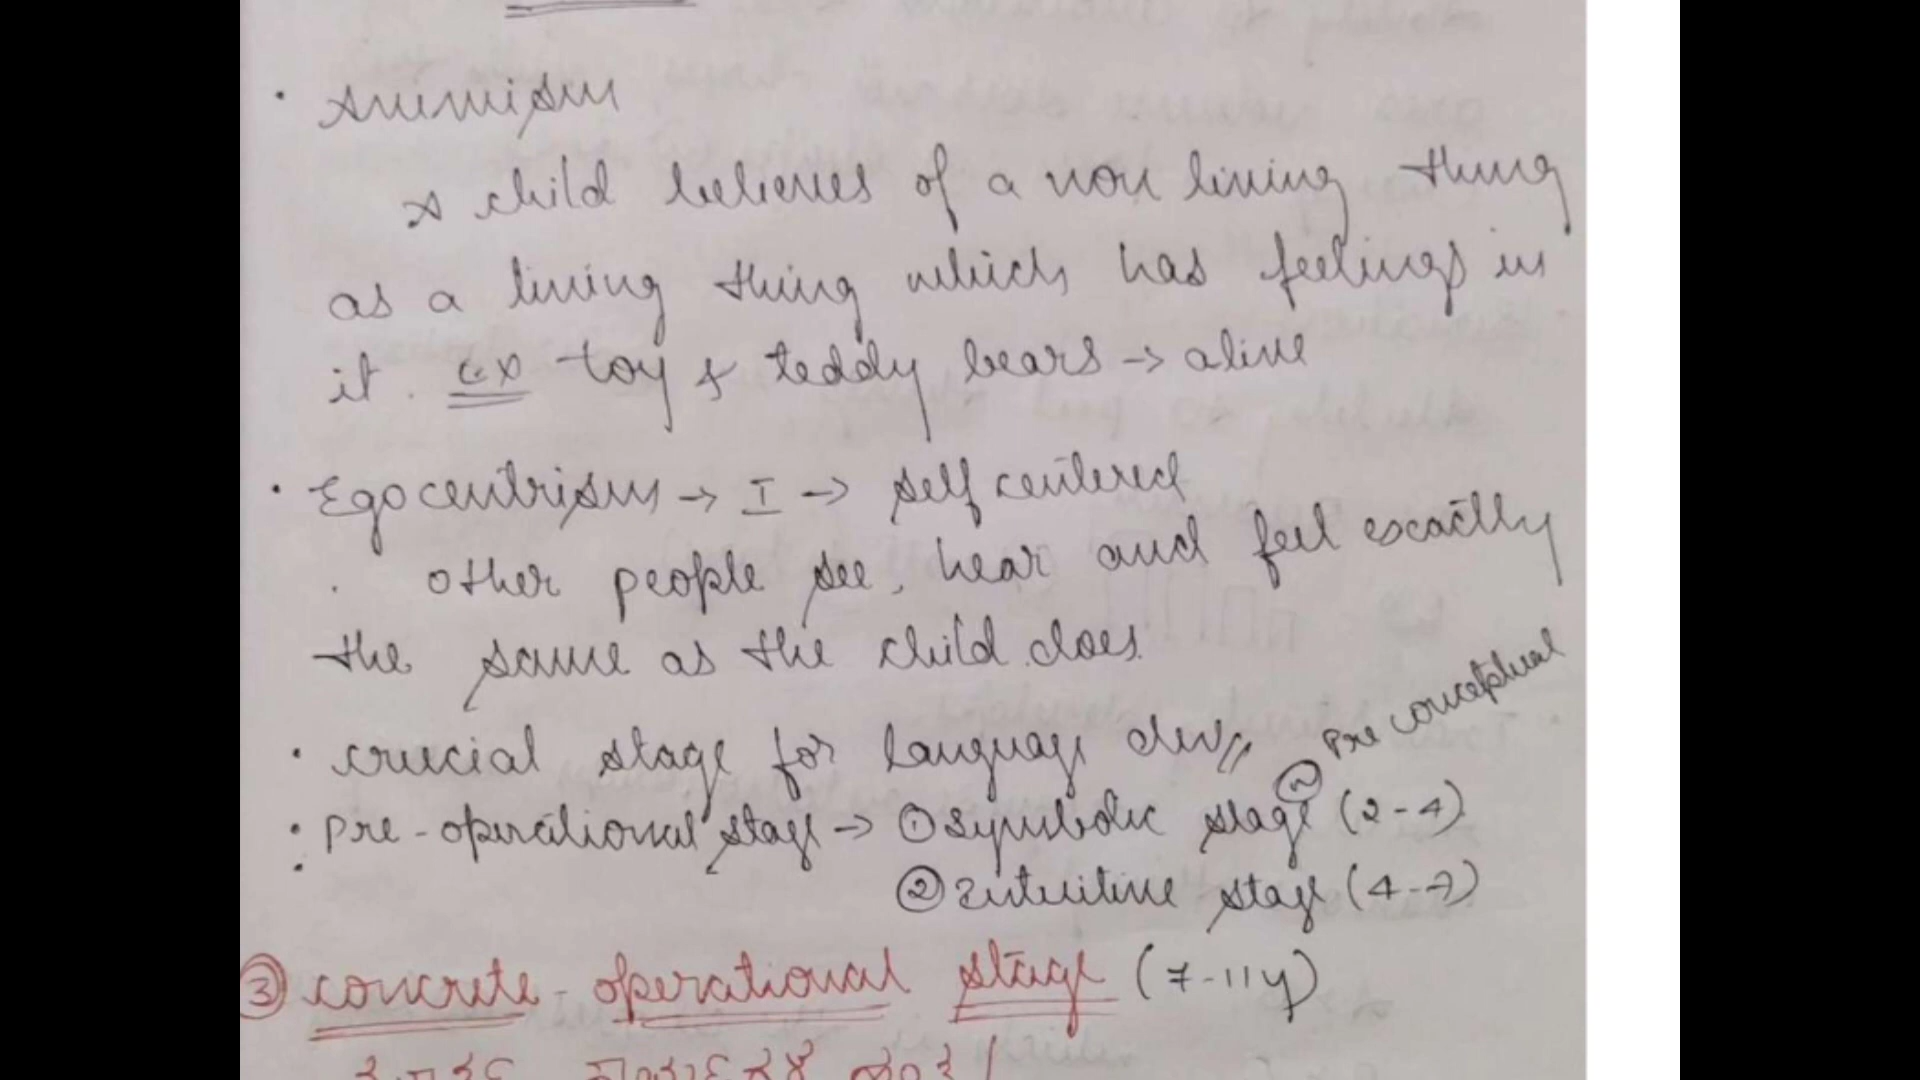 • Animism
A child believes of a non living thing
as a living thing which has feelings in
it. Ex toy & teddy bears → alive
• Egocentrism → I → self centered
. other people see, hear and feel exactly
the same as the child does.
• crucial stage for language dev//
pre conceptual
• Pre-operational stage → ① Symbolic stage (2-4)
② Intuitive stage (4-7)
③ concrete operational stage (7-11y)